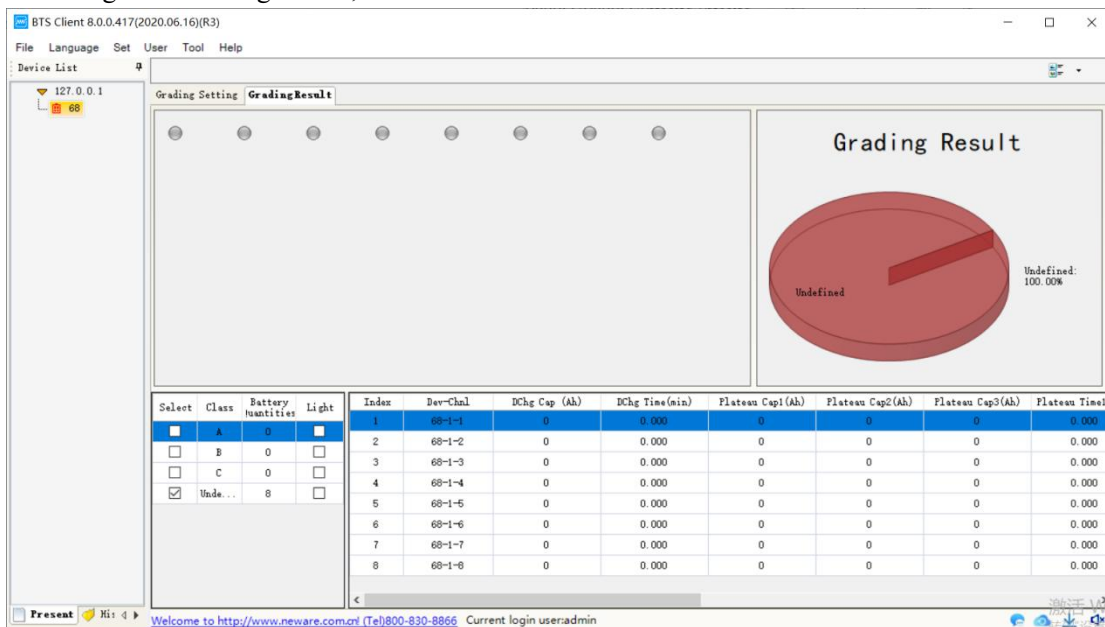 BTS Client 8.0.0.417(2020.06.16)(R3)
File Language Set User Tool Help
Device List
127.0.0.1
68
Grading Setting GradingResult
Grading Result
Undefined
Undefined:
100.00%
Select Class Battery Light
A 0
B 0
C 0
Unde... 8
Index Dev-Chnl DChg Cap (Ah) DChg Time(min) Plateau Cap1(Ah) Plateau Cap2(Ah) Plateau Cap3(Ah)
1 68-1-1 0 0.000 0 0 0 0.000
2 68-1-2 0 0.000 0 0 0 0.000
3 68-1-3 0 0.000 0 0 0 0.000
4 68-1-4 0 0.000 0 0 0 0.000
5 68-1-5 0 0.000 0 0 0 0.000
6 68-1-6 0 0.000 0 0 0 0.000
7 68-1-7 0 0.000 0 0 0 0.000
8 68-1-8 0 0.000 0 0 0 0.000
Present
Welcome to http://www.neware.com.cn! (Tel)800-830-8866 Current login user:admin
激活